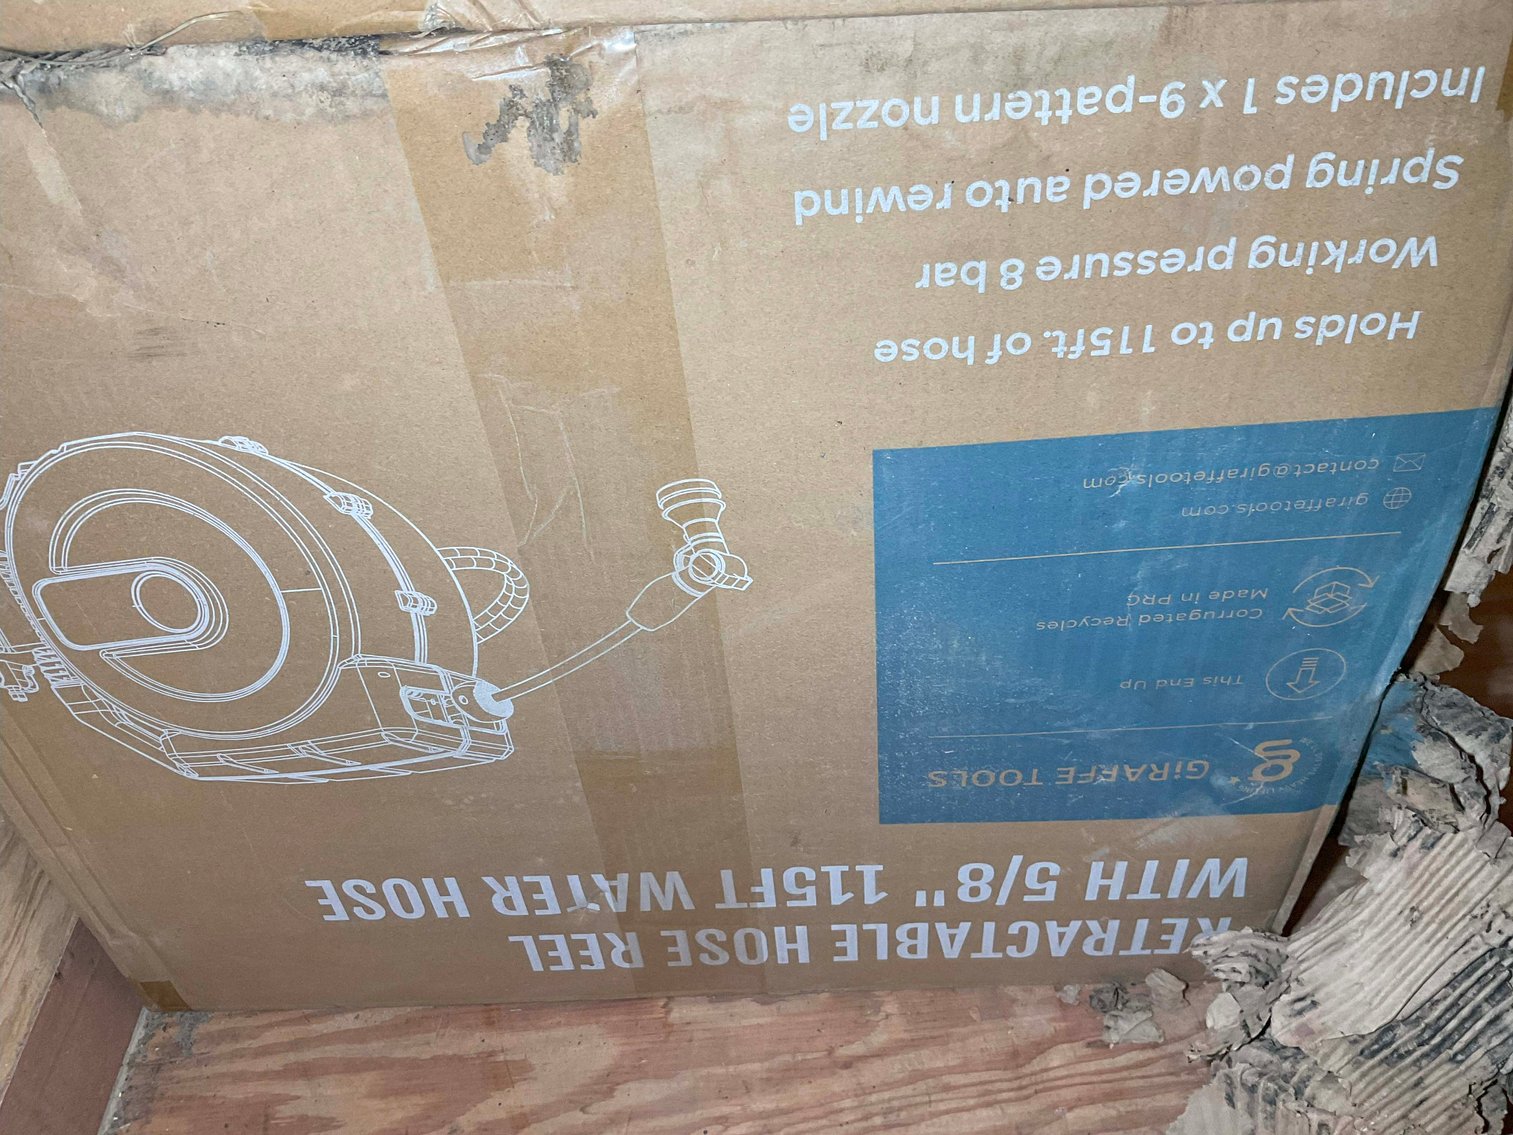 RETRACTABLE HOSE REEL
WITH 5/8" 115FT WATER HOSE
GiRAFFE TOOLS
This End Up
Corrugated Recycles
Made in PRC
giraffetools.com
contact@giraffetools.com
Holds up to 115ft. of hose
Working pressure 8 bar
Spring powered auto rewind
Includes 1 x 9-pattern nozzle